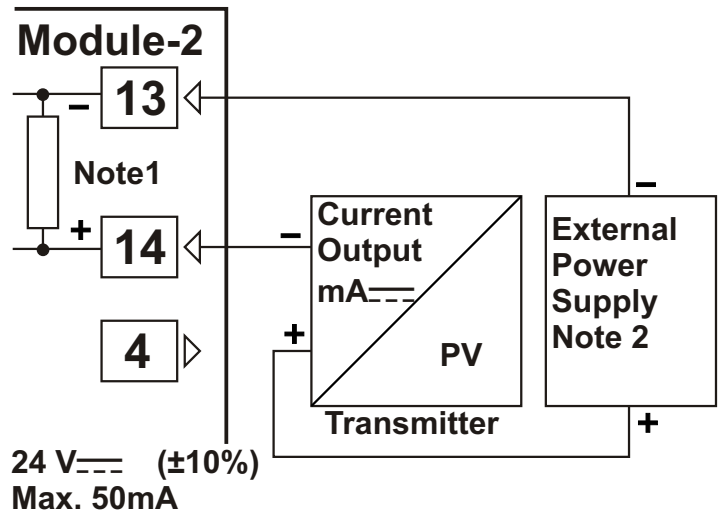 Module-2
– 13
Note1
+ 14
4
24 V (±10%)
Max. 50mA
– Current
Output
mA
+
PV
Transmitter
–
External
Power
Supply
Note 2
+